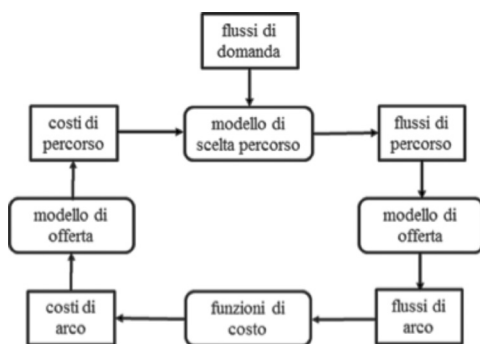 flussi di
domanda
costi di
percorso
modello di
scelta percorso
flussi di
percorso
modello di
offerta
modello di
offerta
costi di
arco
funzioni di
costo
flussi di
arco